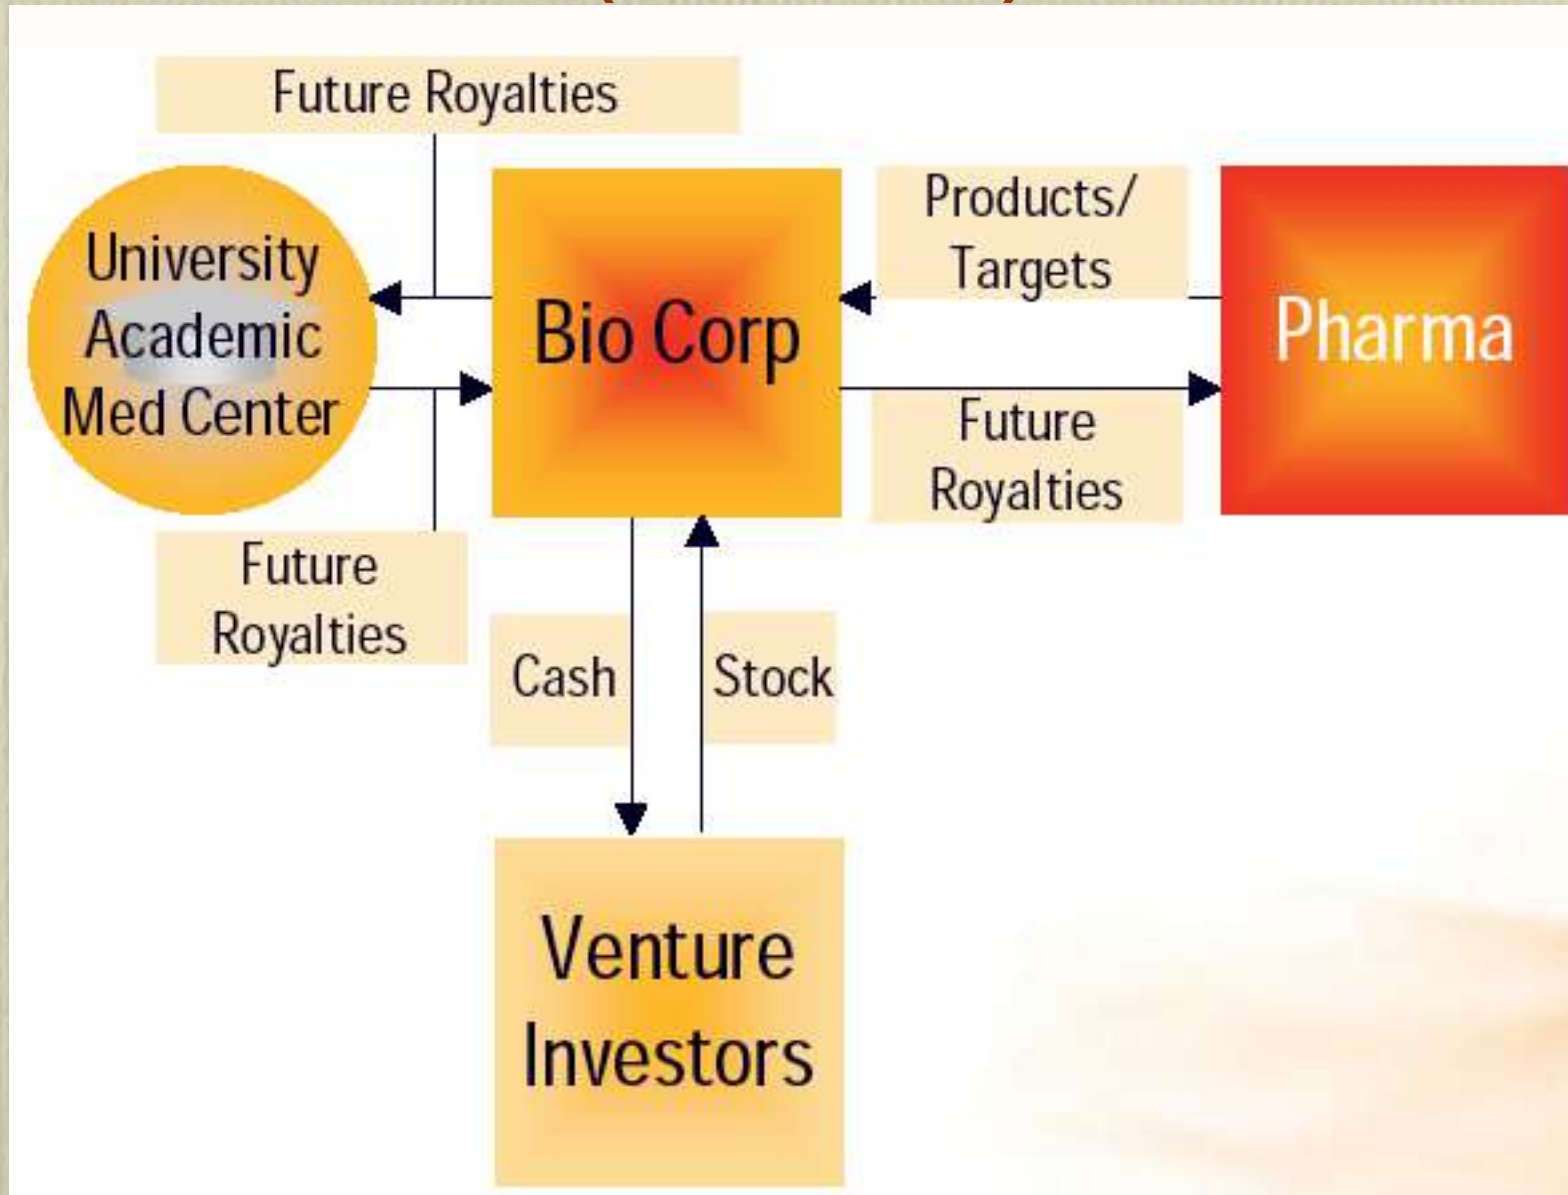 Future Royalties
University
Academic
Med Center
Bio Corp
Products/
Targets
Pharma
Future
Royalties
Future
Royalties
Cash
Stock
Venture
Investors